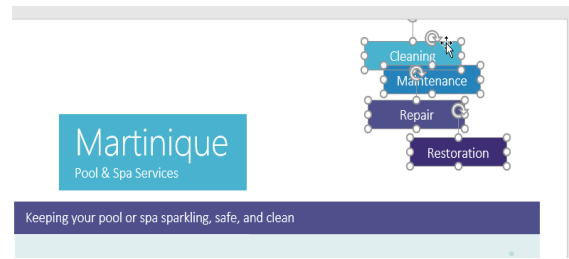 Cleaning
Maintenance
Repair
Restoration
Martinique
Pool & Spa Services
Keeping your pool or spa sparkling, safe, and clean